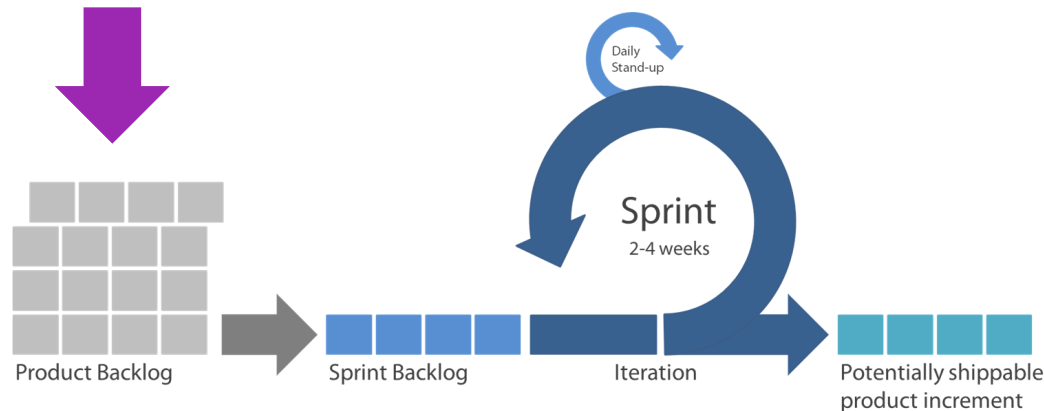 Daily
Stand-up
Sprint
2-4 weeks
Product Backlog
Sprint Backlog
Iteration
Potentially shippable
product increment